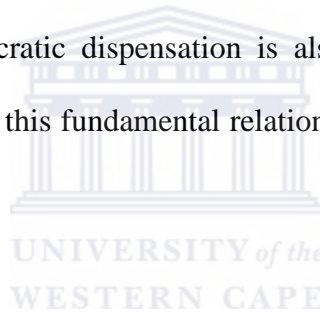 cratic dispensation is als
this fundamental relation
UNIVERSITY of the
WESTERN CAPE